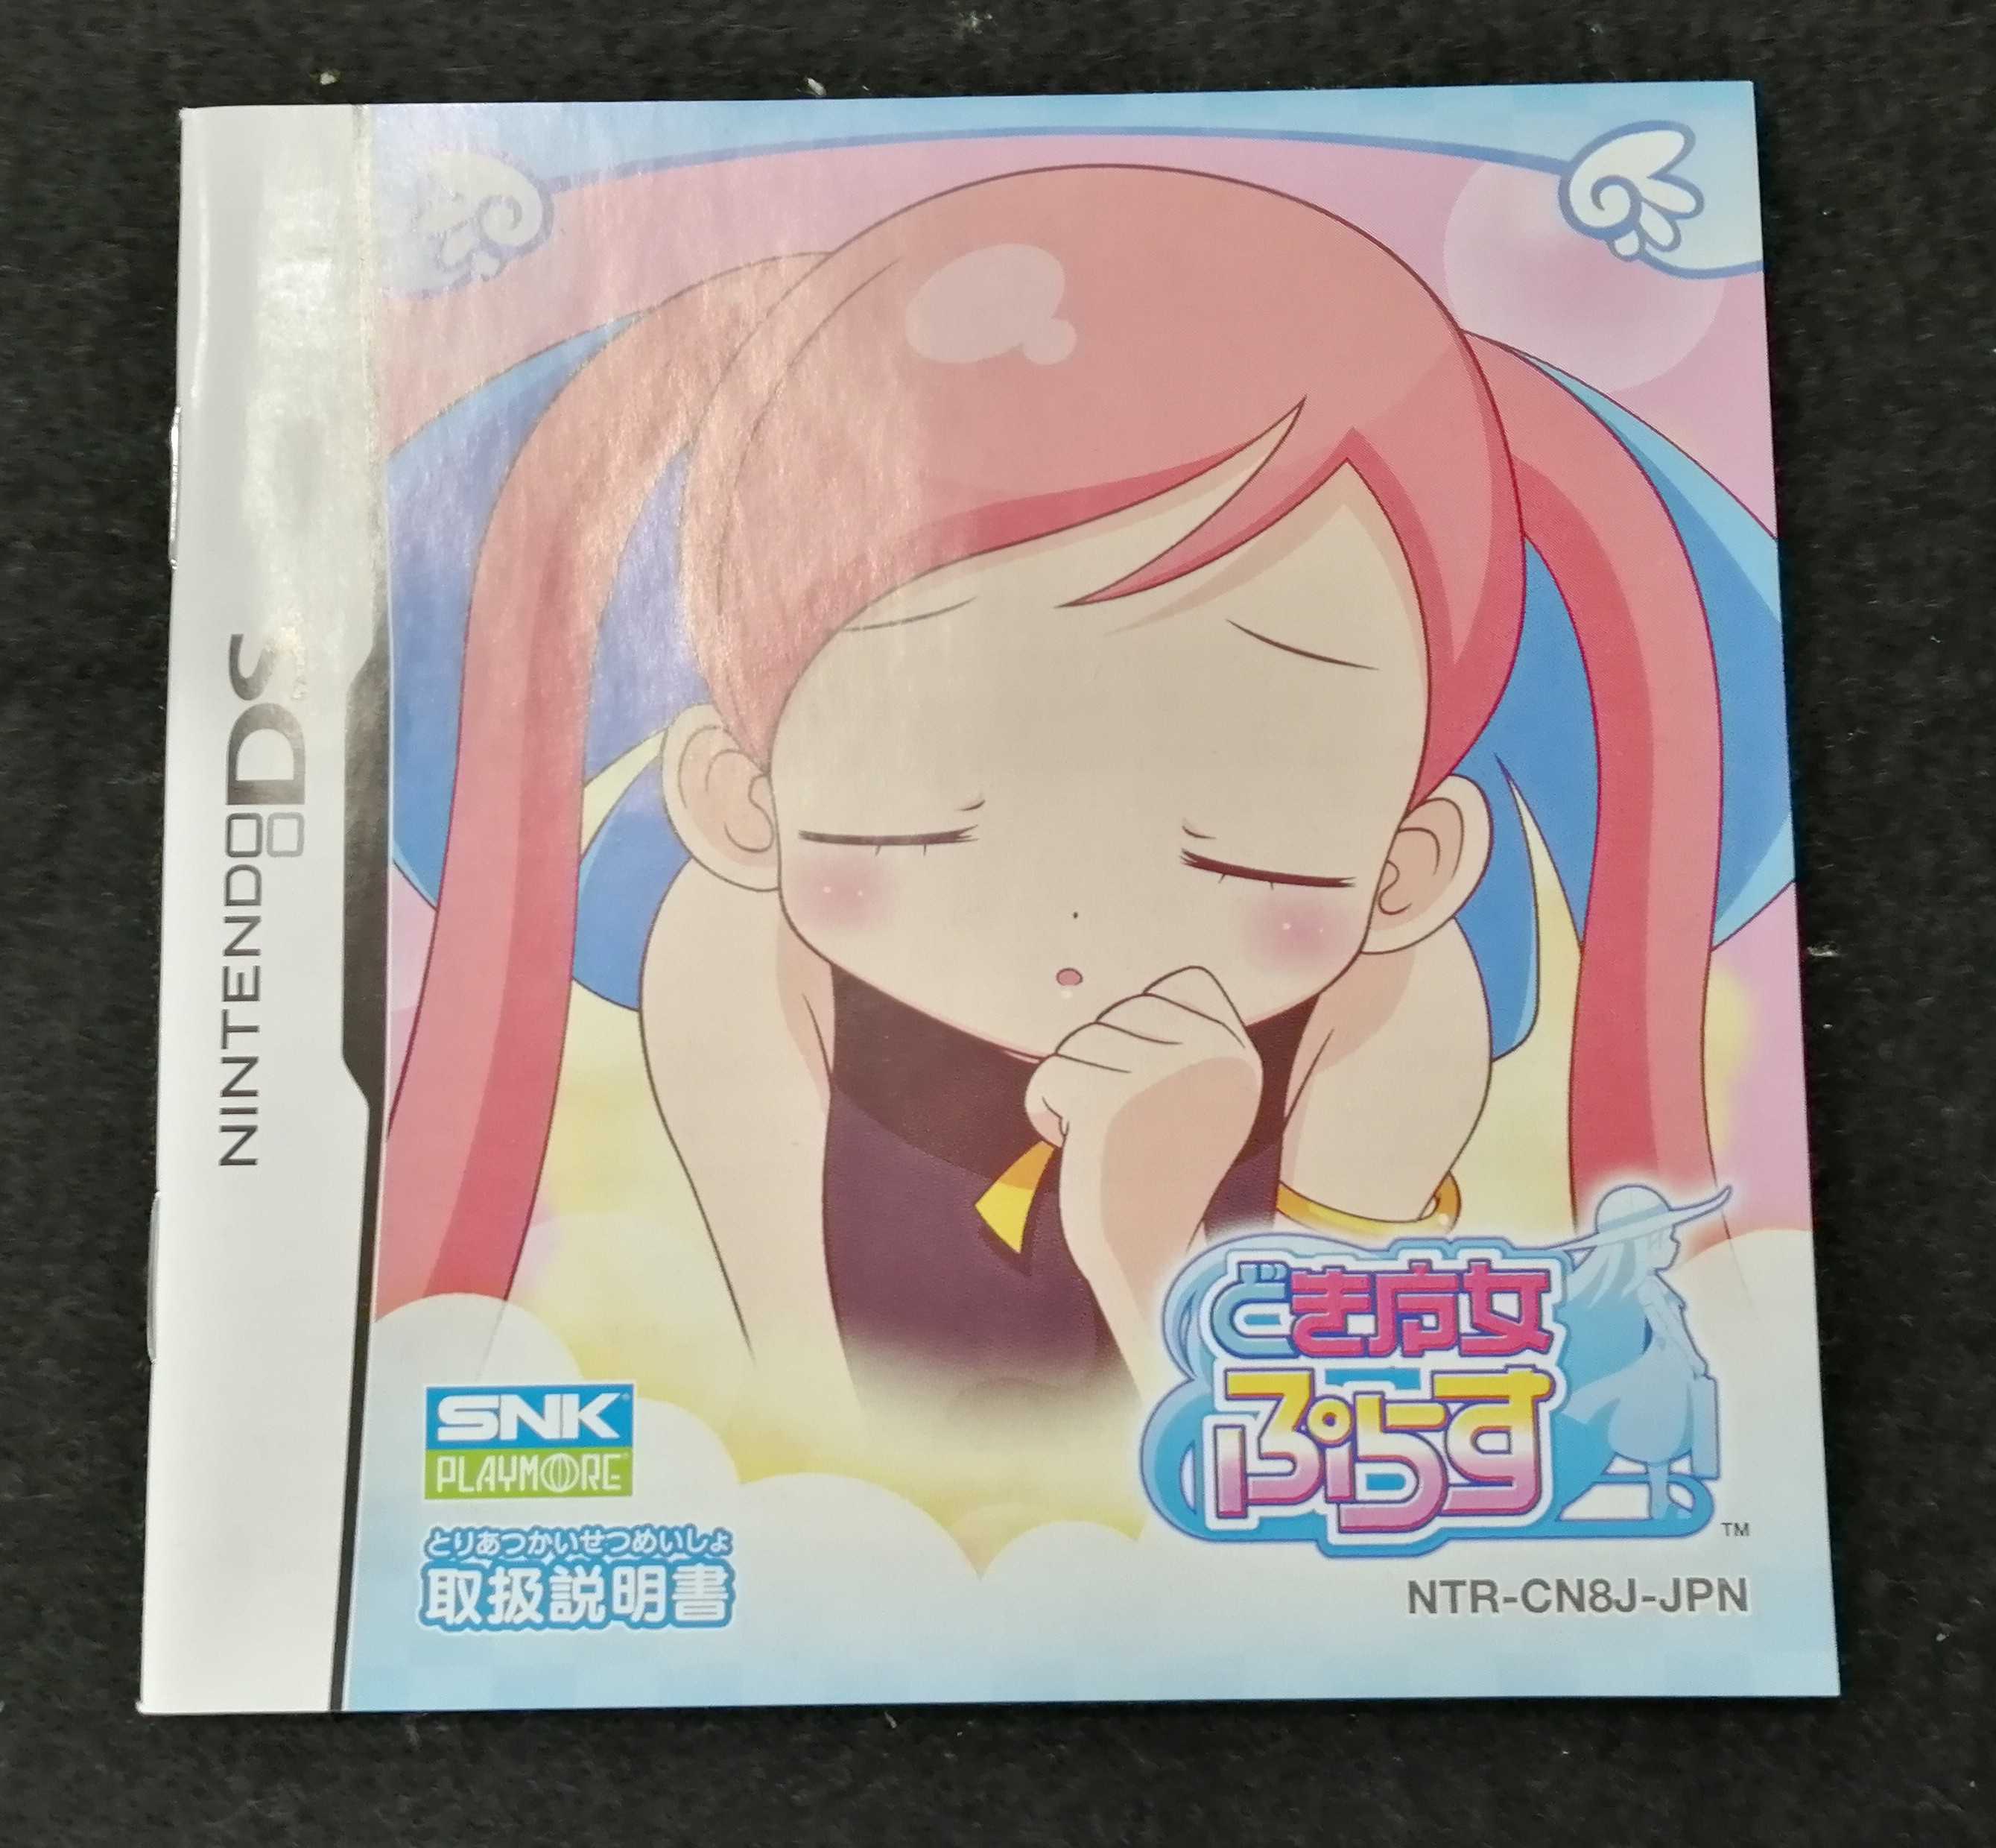 NINTENDO DS
どき魔女
ぷらす
TM
SNK
PLAYMORE
とりあつかいせつめいしょ
取扱説明書
NTR-CN8J-JPN